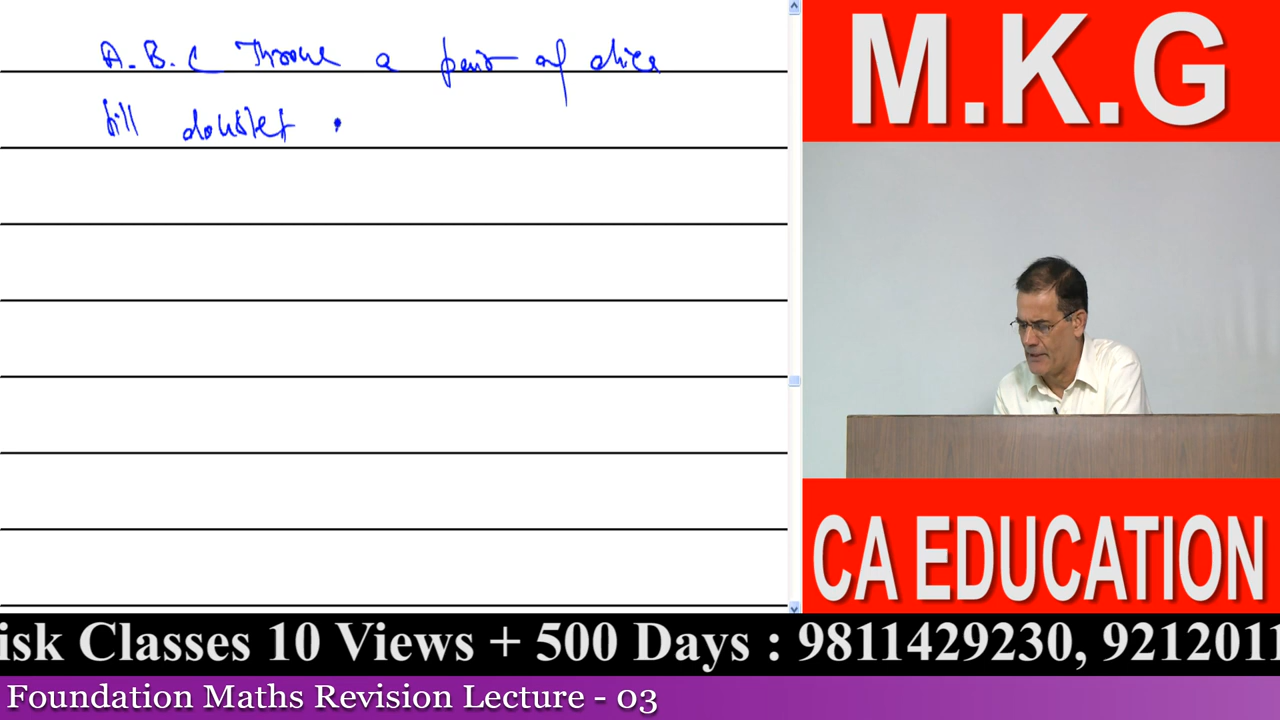 A. B. C Throw a pair of dice
till doublet
M.K.G
CA EDUCATION
isk Classes 10 Views + 500 Days : 9811429230, 9212011
Foundation Maths Revision Lecture - 03